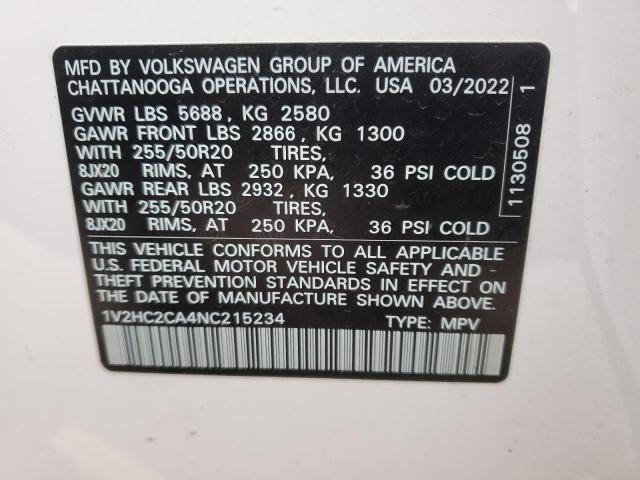 MFD BY VOLKSWAGEN GROUP OF AMERICA
CHATTANOOGA OPERATIONS, LLC. USA 03/2022
GVWR LBS 5688, KG 2580
GAWR FRONT LBS 2866, KG 1300
WITH 255/50R20 TIRES,
8JX20 RIMS, AT 250 KPA, 36 PSI COLD
GAWR REAR LBS 2932, KG 1330
WITH 255/50R20 TIRES,
8JX20 RIMS, AT 250 KPA, 36 PSI COLD
THIS VEHICLE CONFORMS TO ALL APPLICABLE
U.S. FEDERAL MOTOR VEHICLE SAFETY AND -
THEFT PREVENTION STANDARDS IN EFFECT ON
THE DATE OF MANUFACTURE SHOWN ABOVE.
1V2HC2CA4NC215234 TYPE: MPV
1130508 1